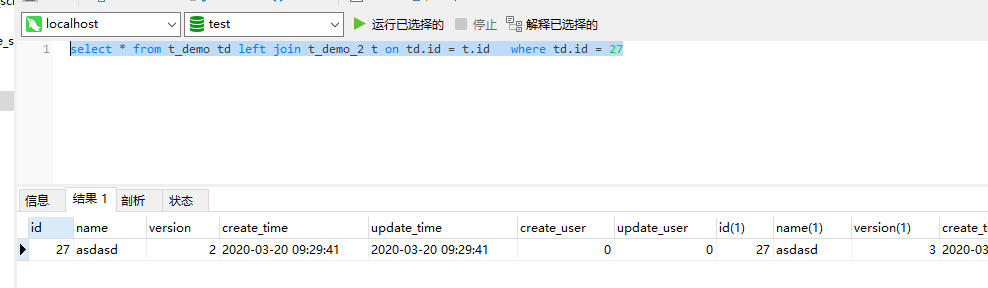 scl
localhost
test
运行已选择的
停止
解释已选择的
e_s
1
select * from t_demo td left join t_demo_2 t on td.id = t.id   where td.id = 27
信息
结果 1
剖析
状态
id name version create_time update_time create_user update_user id(1) name(1) version(1) create_ti
27 asdasd 2 2020-03-20 09:29:41 2020-03-20 09:29:41 0 0 27 asdasd 3 2020-03